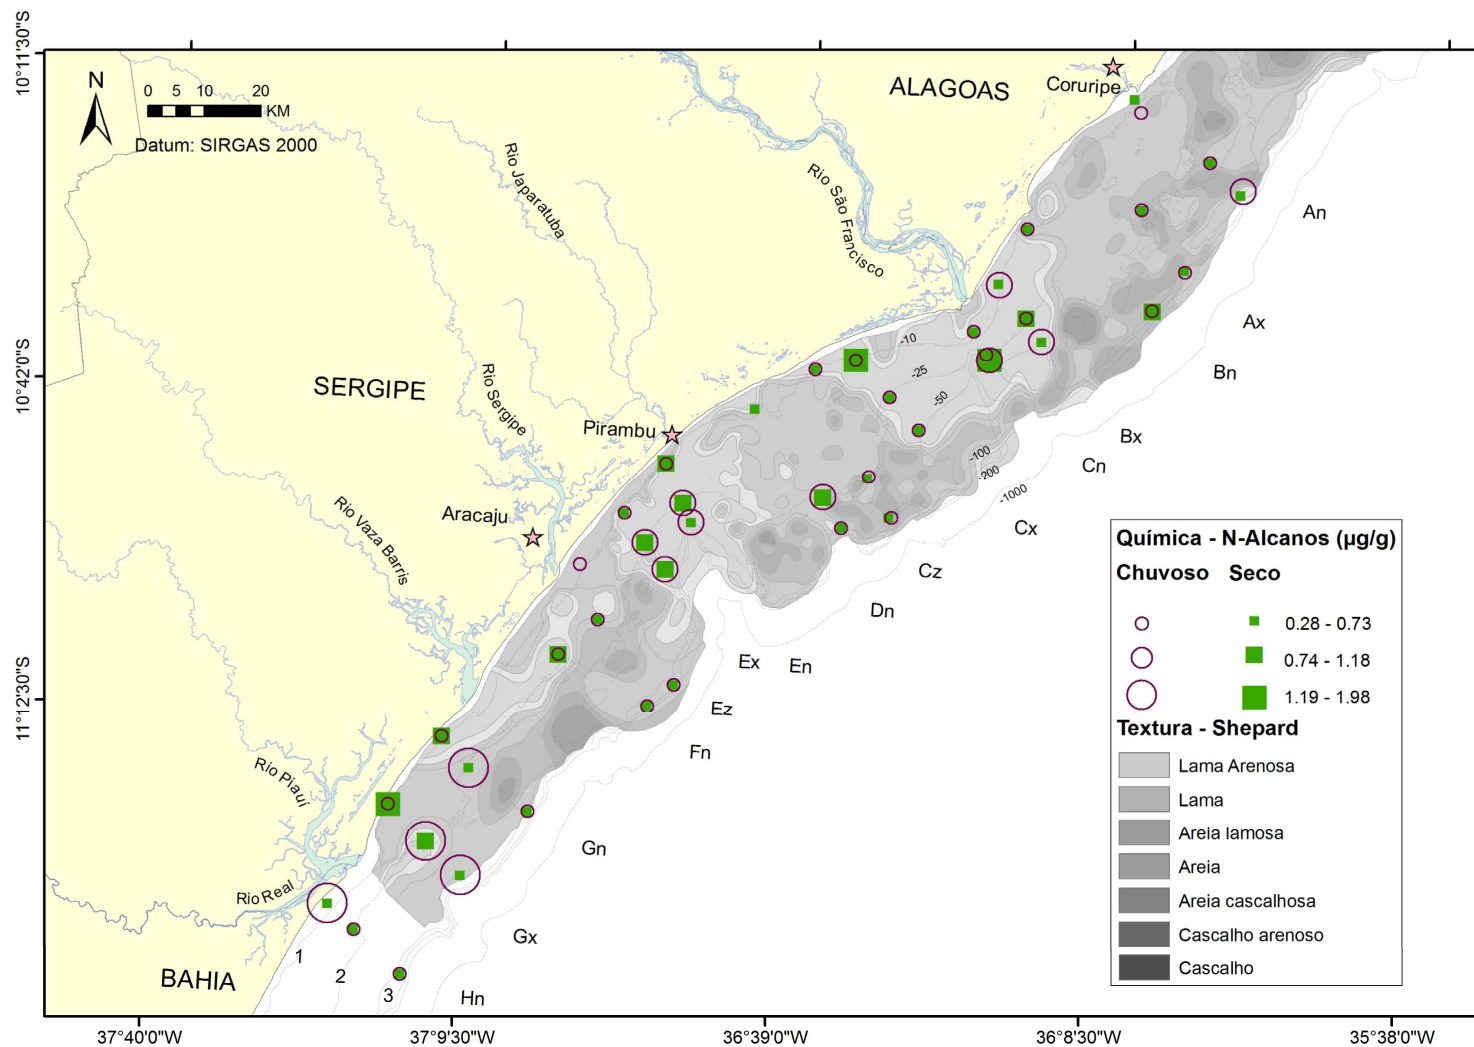 10°11'30"S
10°42'0"S
11°12'30"S
N
0 5 10 20
KM
Datum: SIRGAS 2000
ALAGOAS
Coruripe
Rio Japaratuba
Rio São Francisco
SERGIPE
Rio Sergipe
Pirambu
Aracaju
Rio Vaza Barris
Rio Piauí
Rio Real
BAHIA
-10
-25
-50
-100
-200
-1000
An
Ax
Bn
Bx
Cn
Cx
Cz
Dn
En
Ex
Ez
Fn
Gn
Gx
Hn
1
2
3
Química - N-Alcanos (µg/g)
Chuvoso Seco
0.28 - 0.73
0.74 - 1.18
1.19 - 1.98
Textura - Shepard
Lama Arenosa
Lama
Areia lamosa
Areia
Areia cascalhosa
Cascalho arenoso
Cascalho
37°40'0"W
37°9'30"W
36°39'0"W
36°8'30"W
35°38'0"W